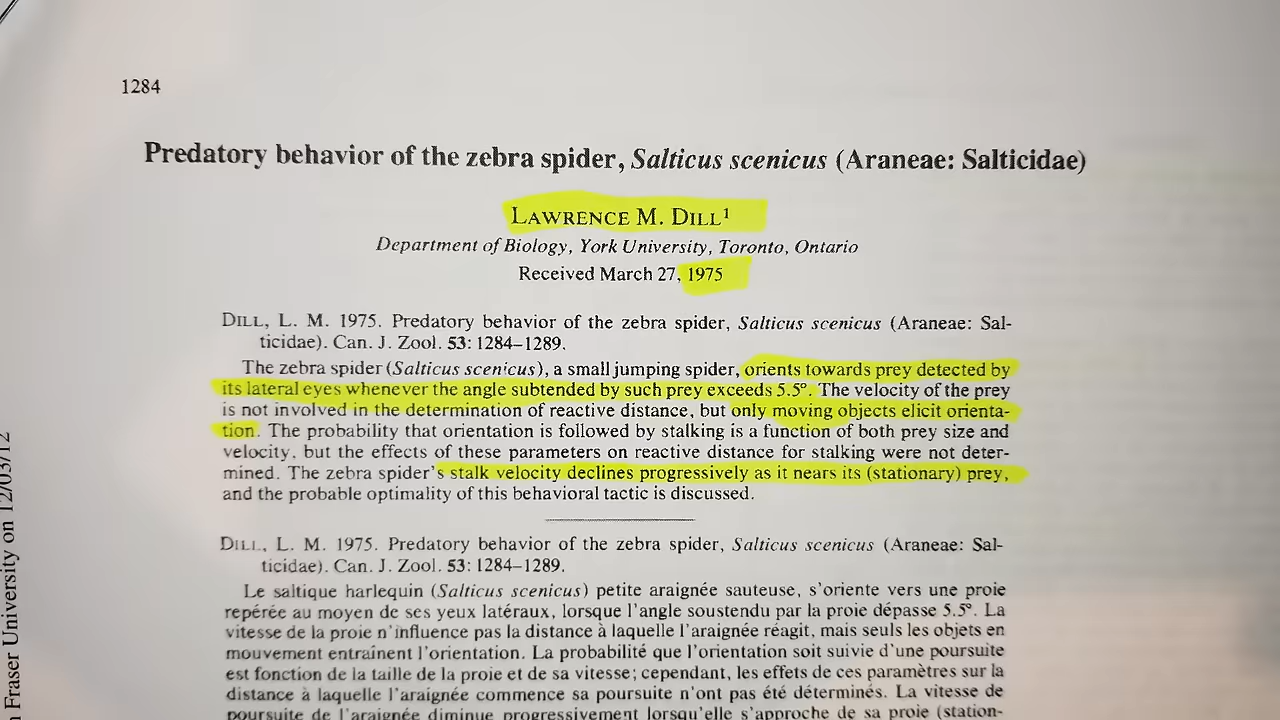 1284
Predatory behavior of the zebra spider, Salticus scenicus (Araneae: Salticidae)
LAWRENCE M. DILL¹
Department of Biology, York University, Toronto, Ontario
Received March 27, 1975
DILL, L. M. 1975. Predatory behavior of the zebra spider, Salticus scenicus (Araneae: Sal-
ticidae). Can. J. Zool. 53: 1284–1289.
The zebra spider (Salticus scenicus), a small jumping spider, orients towards prey detected by
its lateral eyes whenever the angle subtended by such prey exceeds 5.5°. The velocity of the prey
is not involved in the determination of reactive distance, but only moving objects elicit orienta-
tion. The probability that orientation is followed by stalking is a function of both prey size and
velocity, but the effects of these parameters on reactive distance for stalking were not deter-
mined. The zebra spider's stalk velocity declines progressively as it nears its (stationary) prey,
and the probable optimality of this behavioral tactic is discussed.
DILL, L. M. 1975. Predatory behavior of the zebra spider, Salticus scenicus (Araneae: Sal-
ticidae). Can. J. Zool. 53: 1284–1289.
Le saltique harlequin (Salticus scenicus) petite araignée sauteuse, s'oriente vers une proie
repérée au moyen de ses yeux latéraux, lorsque l'angle soustendu par la proie dépasse 5.5°. La
vitesse de la proie n'influence pas la distance à laquelle l'araignée réagit, mais seuls les objets en
mouvement entraînent l'orientation. La probabilité que l'orientation soit suivie d'une poursuite
est fonction de la taille de la proie et de sa vitesse; cependant, les effets de ces paramètres sur la
distance à laquelle l'araignée commence sa poursuite n'ont pas été déterminés. La vitesse de
poursuite de l'araignée diminue progressivement lorsqu'elle s'approche de sa proie (station-
Fraser University on 12/03/12